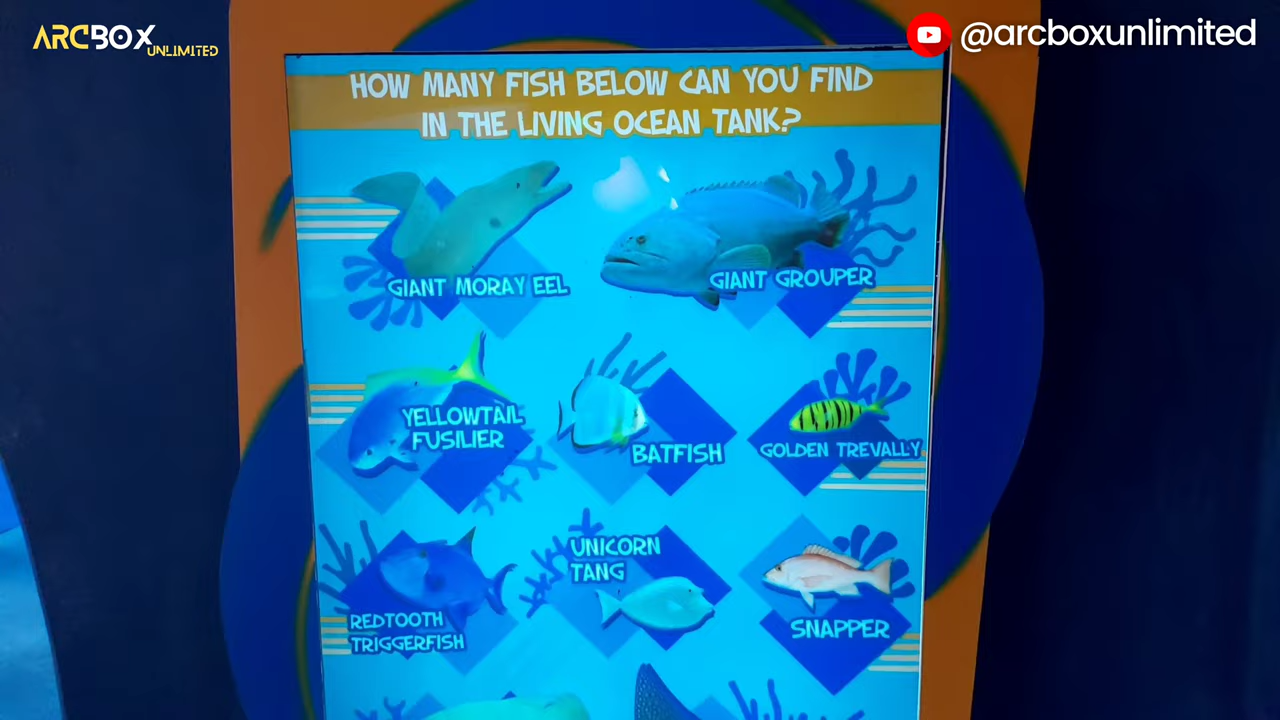 ARCBOX
UNLIMITED
@arcboxunlimited
HOW MANY FISH BELOW CAN YOU FIND
IN THE LIVING OCEAN TANK?
GIANT MORAY EEL
GIANT GROUPER
YELLOWTAIL
FUSILIER
BATFISH
GOLDEN TREVALLY
REDTOOTH
TRIGGERFISH
UNICORN
TANG
SNAPPER